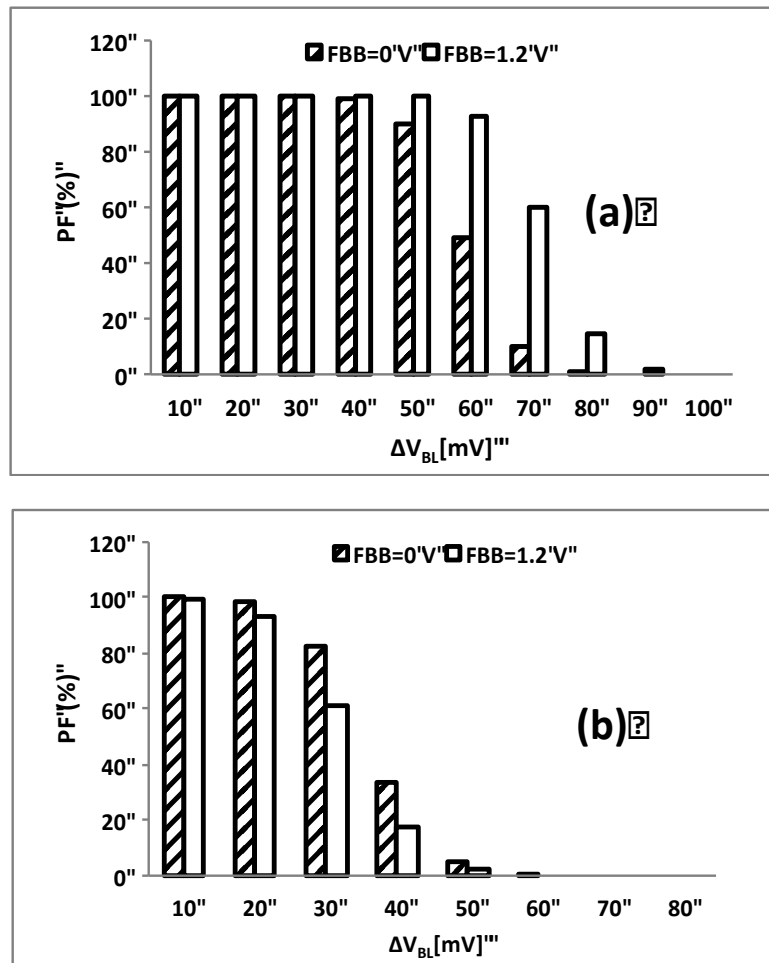 120"
FBB=0'V" FBB=1.2'V"
100"
80"
60"
40"
20"
0"
PF"(%)"
(a)⍰
10" 20" 30" 40" 50" 60" 70" 80" 90" 100"
ΔV_BL[mV]""
120"
FBB=0'V" FBB=1.2'V"
100"
80"
60"
40"
20"
0"
PF"(%)"
(b)⍰
10" 20" 30" 40" 50" 60" 70" 80"
ΔV_BL[mV]""